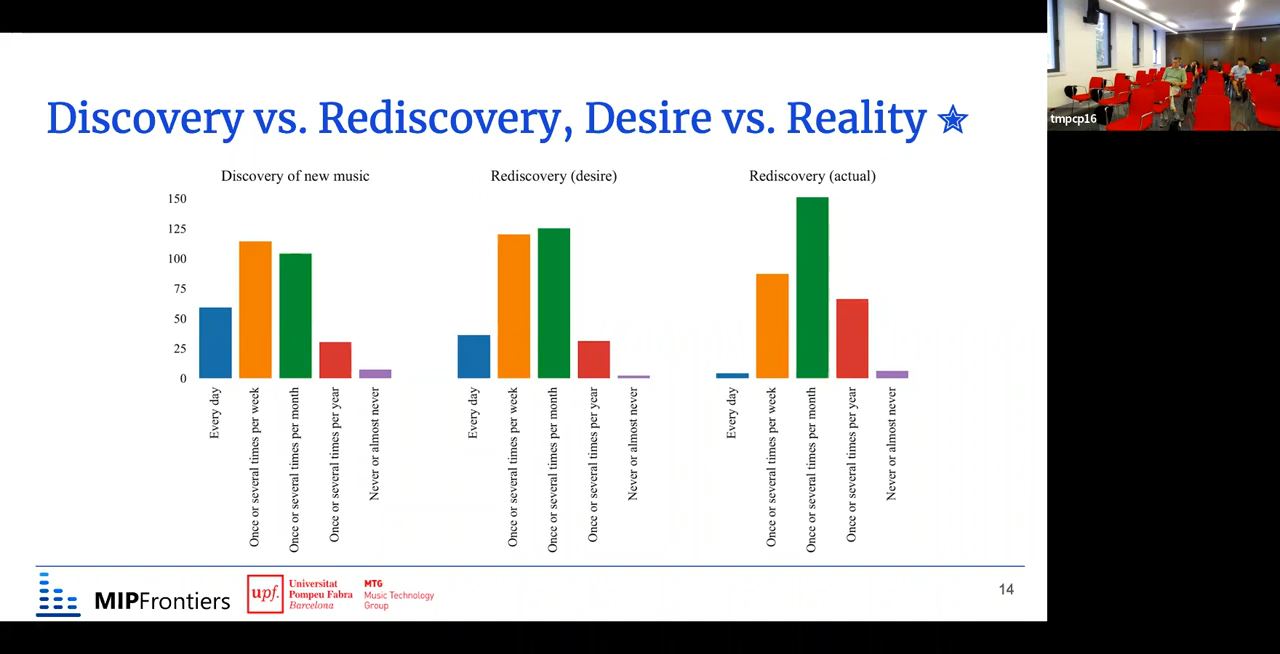 Discovery vs. Rediscovery, Desire vs. Reality
tmpcp16
Discovery of new music
Rediscovery (desire)
Rediscovery (actual)
150
125
100
75
50
25
0
Every day
Once or several times per week
Once or several times per month
Once or several times per year
Never or almost never
Every day
Once or several times per week
Once or several times per month
Once or several times per year
Never or almost never
Every day
Once or several times per week
Once or several times per month
Once or several times per year
Never or almost never
MIPFrontiers
upf.
Universitat
Pompeu Fabra
Barcelona
MTG
Music Technology
Group
14